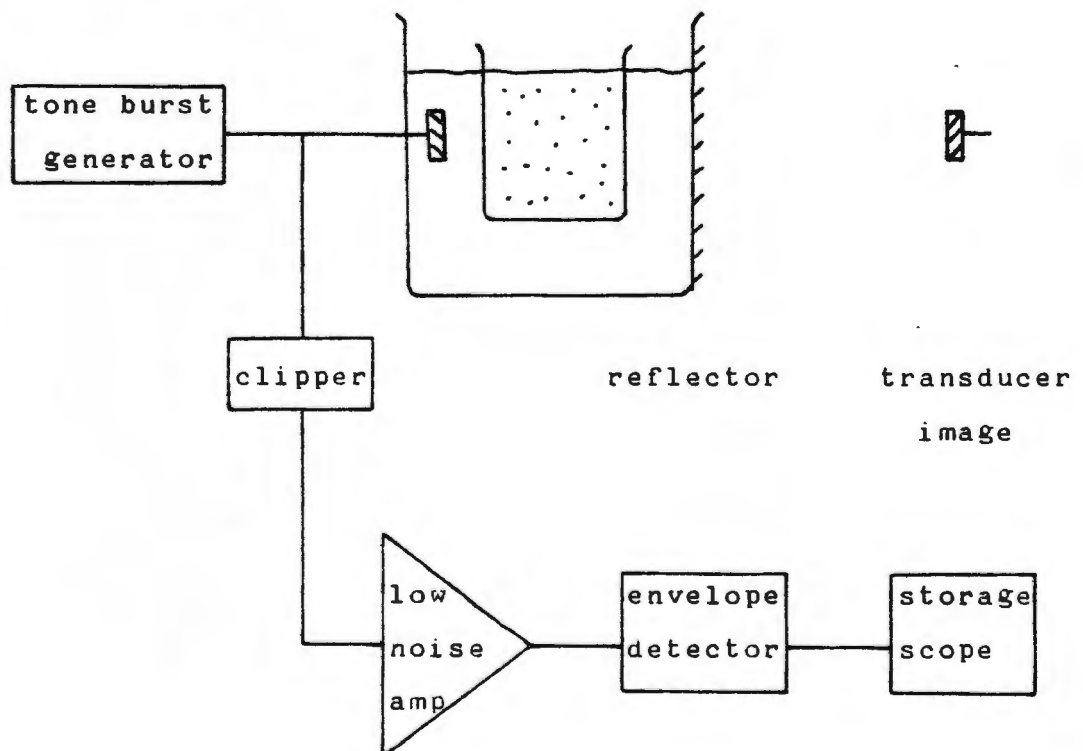 tone burst
generator
clipper
reflector
transducer
image
low
noise
amp
envelope
detector
storage
scope